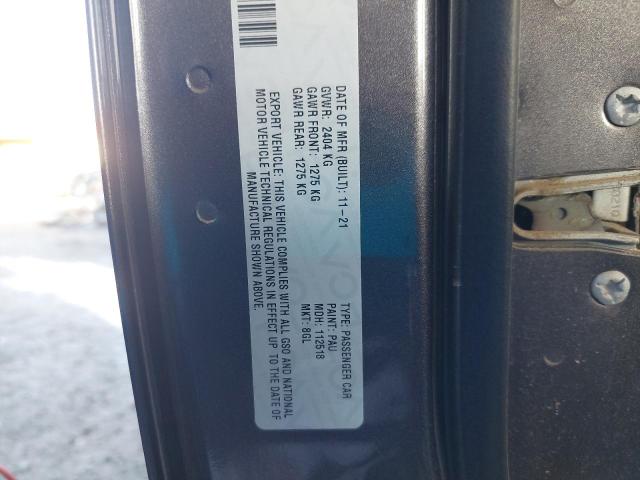 DATE OF MFR (BUILT): 11-21
GVWR: 2404 KG
GAWR FRONT: 1275 KG
GAWR REAR: 1275 KG
TYPE: PASSENGER CAR
PAINT: PAU
MDH: 112518
MKT: 8GL
EXPORT VEHICLE: THIS VEHICLE COMPLIES WITH ALL GSO AND NATIONAL
MOTOR VEHICLE TECHNICAL REGULATIONS IN EFFECT UP TO THE DATE OF
MANUFACTURE SHOWN ABOVE.